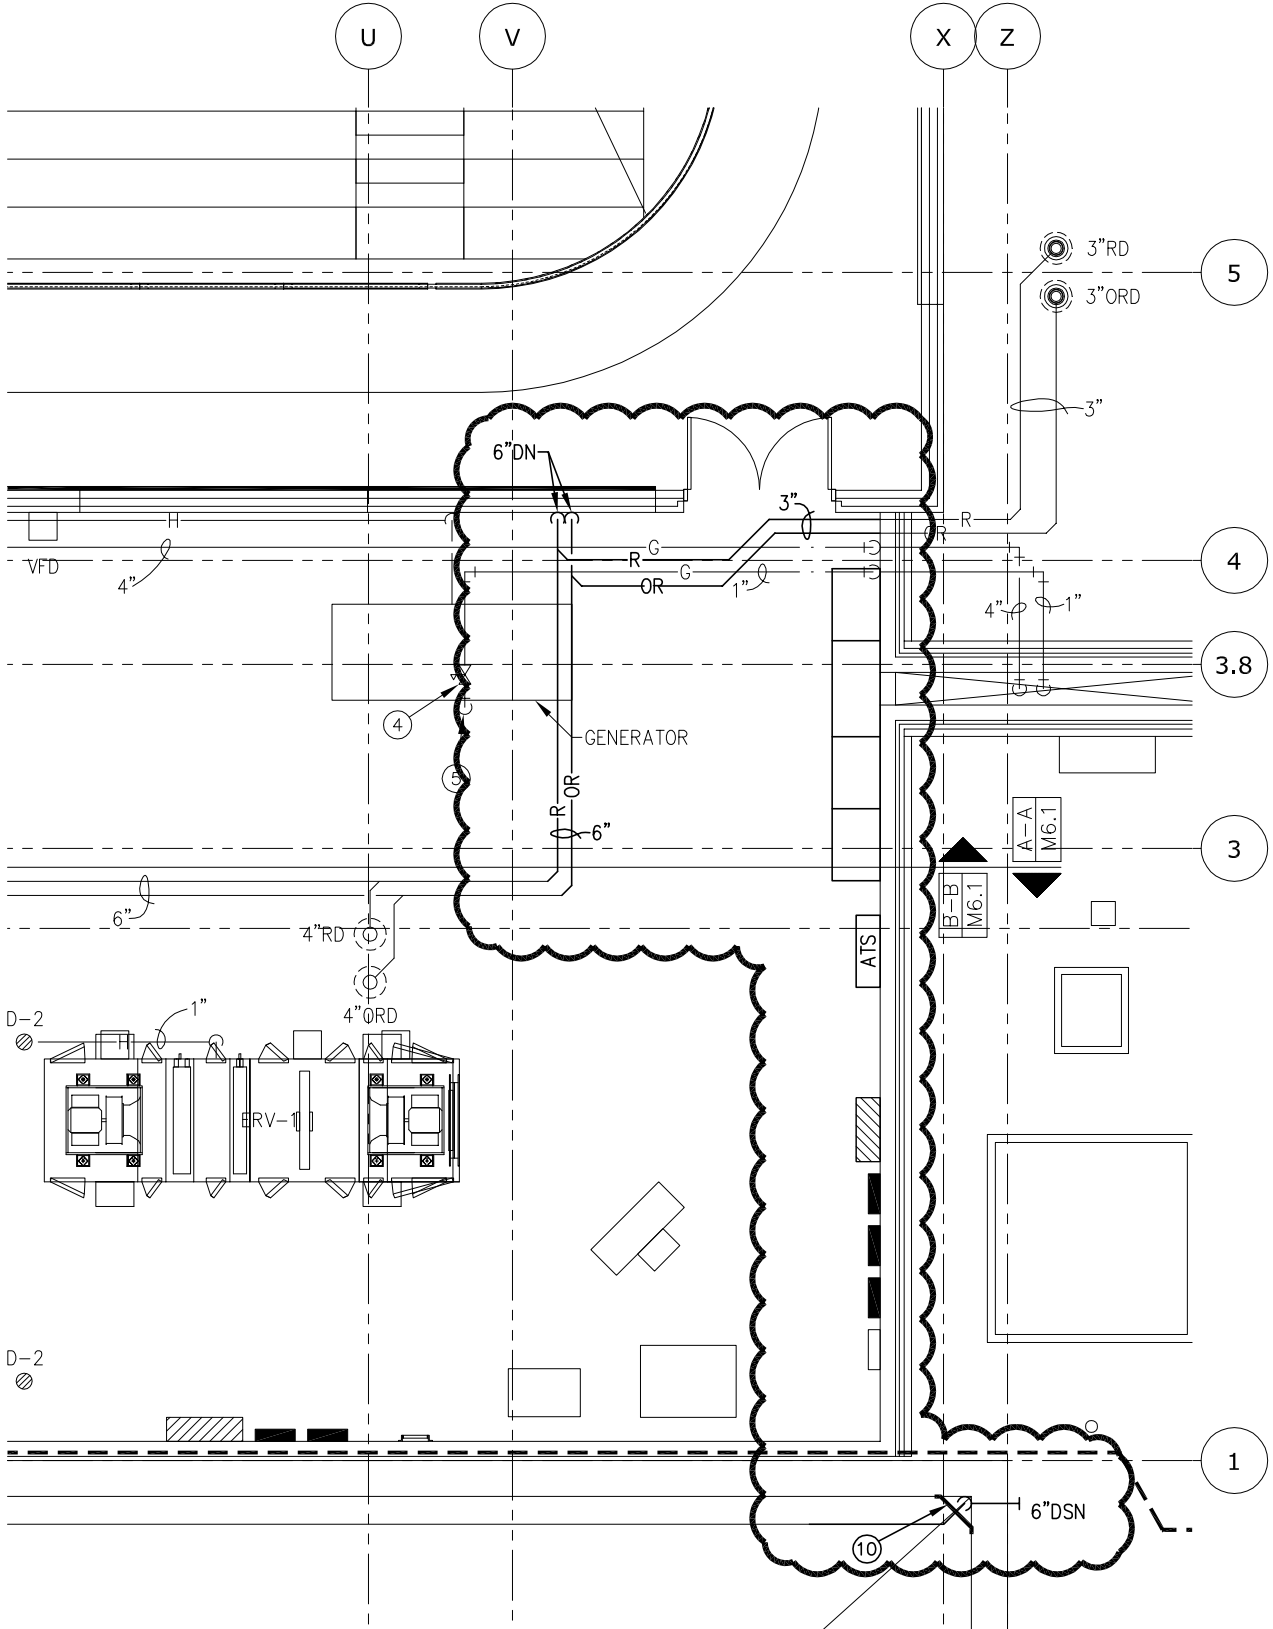 U
V
X
Z
3"RD
5
3"ORD
3"
6"DN
3"
H
R
G
R
OR
4
VFD
4"
G
OR
1"
4"
1"
3.8
4
GENERATOR
5
OR
R
6"
A-A
M6.1
3
B-B
M6.1
6"
4"RD
ATS
4"ORD
D-2
1"
H
ERV-1
D-2
1
6"DSN
10